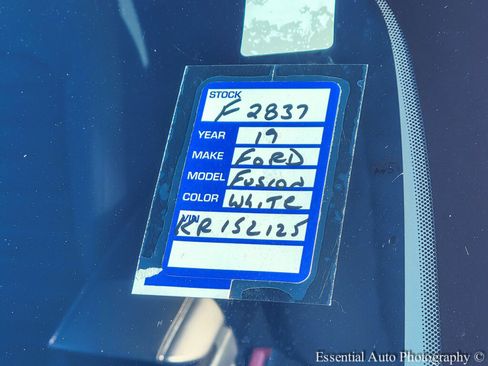 STOCK
F2837
YEAR 19
MAKE FORD
MODEL FUSION
COLOR WHITE
VIN KR152125
Essential Auto Photography ©